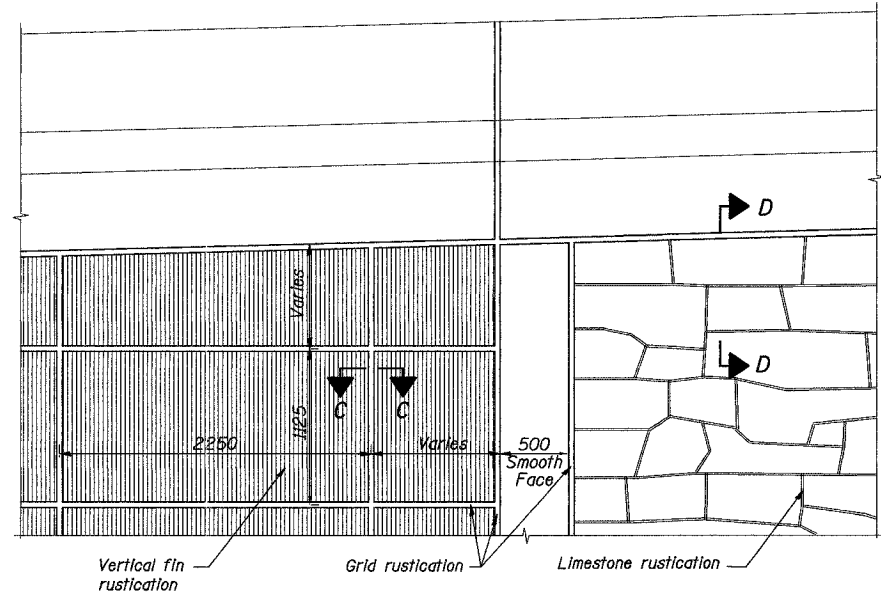 D
Varies
D
C C
1125
2250
Varies
500
Smooth
Face
Vertical fin
rustication
Grid rustication
Limestone rustication